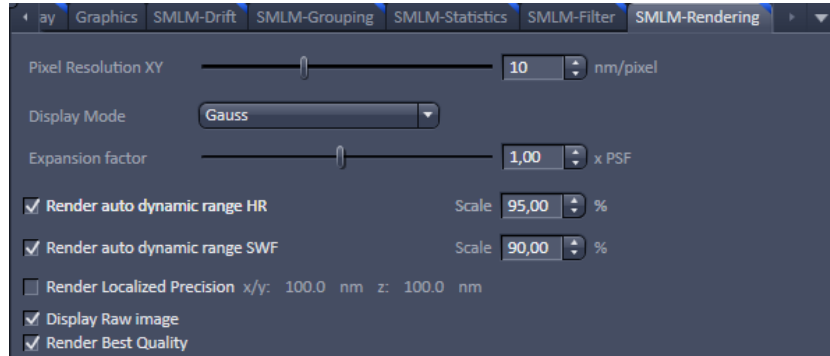 ay Graphics SMLM-Drift SMLM-Grouping SMLM-Statistics SMLM-Filter SMLM-Rendering
Pixel Resolution XY 10 nm/pixel
Display Mode Gauss
Expansion factor 1,00 x PSF
Render auto dynamic range HR Scale 95,00 %
Render auto dynamic range SWF Scale 90,00 %
Render Localized Precision x/y: 100.0 nm z: 100.0 nm
Display Raw image
Render Best Quality